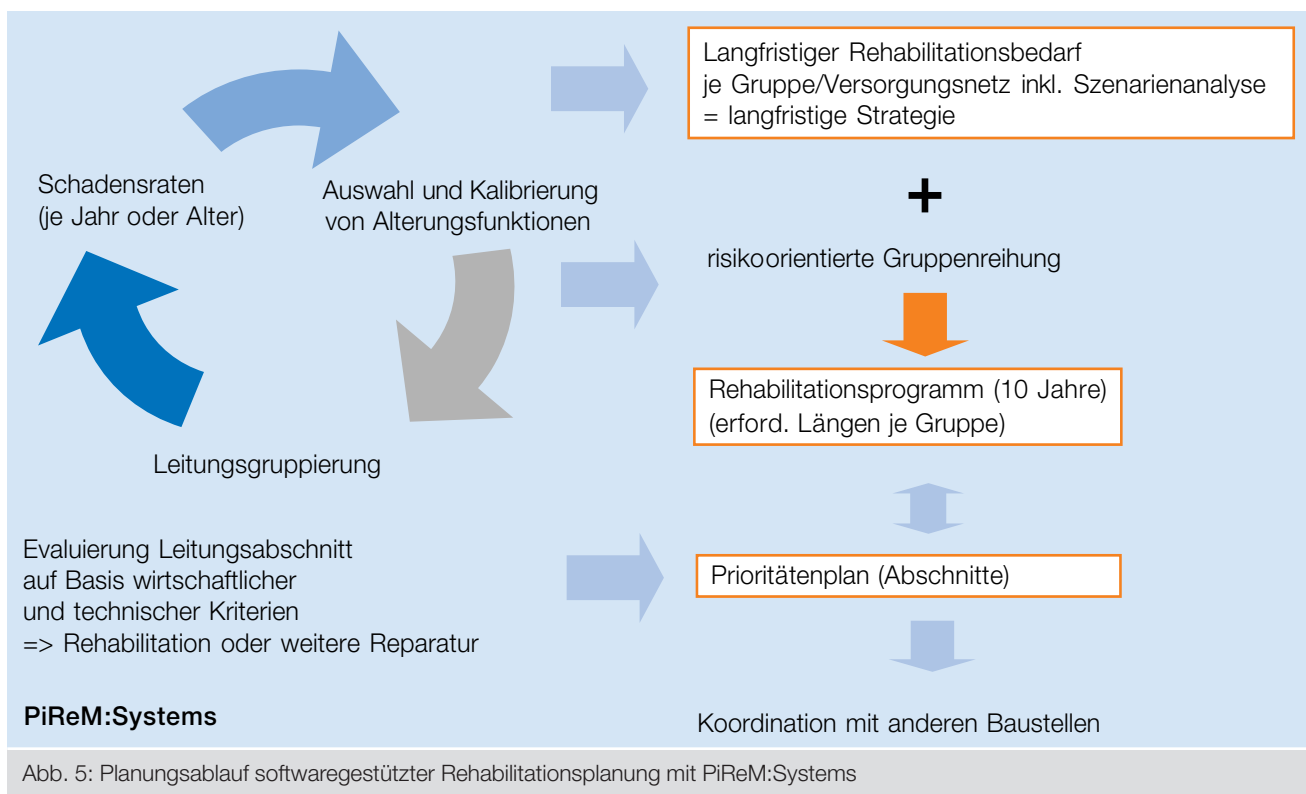 Langfristiger Rehabilitationsbedarf
je Gruppe/Versorgungsnetz inkl. Szenarienanalyse
= langfristige Strategie
Schadensraten
(je Jahr oder Alter)
Auswahl und Kalibrierung
von Alterungsfunktionen
+
risikoorientierte Gruppenreihung
Leitungsgruppierung
Rehabilitationsprogramm (10 Jahre)
(erford. Längen je Gruppe)
Evaluierung Leitungsabschnitt
auf Basis wirtschaftlicher
und technischer Kriterien
=> Rehabilitation oder weitere Reparatur
Prioritätenplan (Abschnitte)
PiReM:Systems
Koordination mit anderen Baustellen
Abb. 5: Planungsablauf softwaregestützter Rehabilitationsplanung mit PiReM:Systems